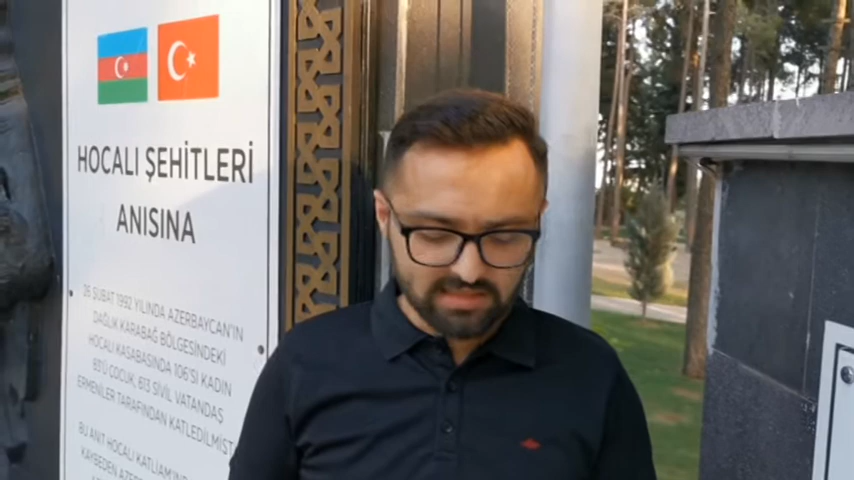 HOCALI ŞEHİTLERİ
ANISINA
26 ŞUBAT 1992 YILINDA AZERBAYCAN'IN
DAĞLIK KARABAĞ BÖLGESİNDEKİ
HOCALI KASABASINDA 106'SI KADIN,
63'Ü ÇOCUK, 613 SİVİL VATANDAŞ
ERMENİLER TARAFINDAN KATLEDİLMİŞTİR
BU ANIT HOCALI KATLİAMI'NDA